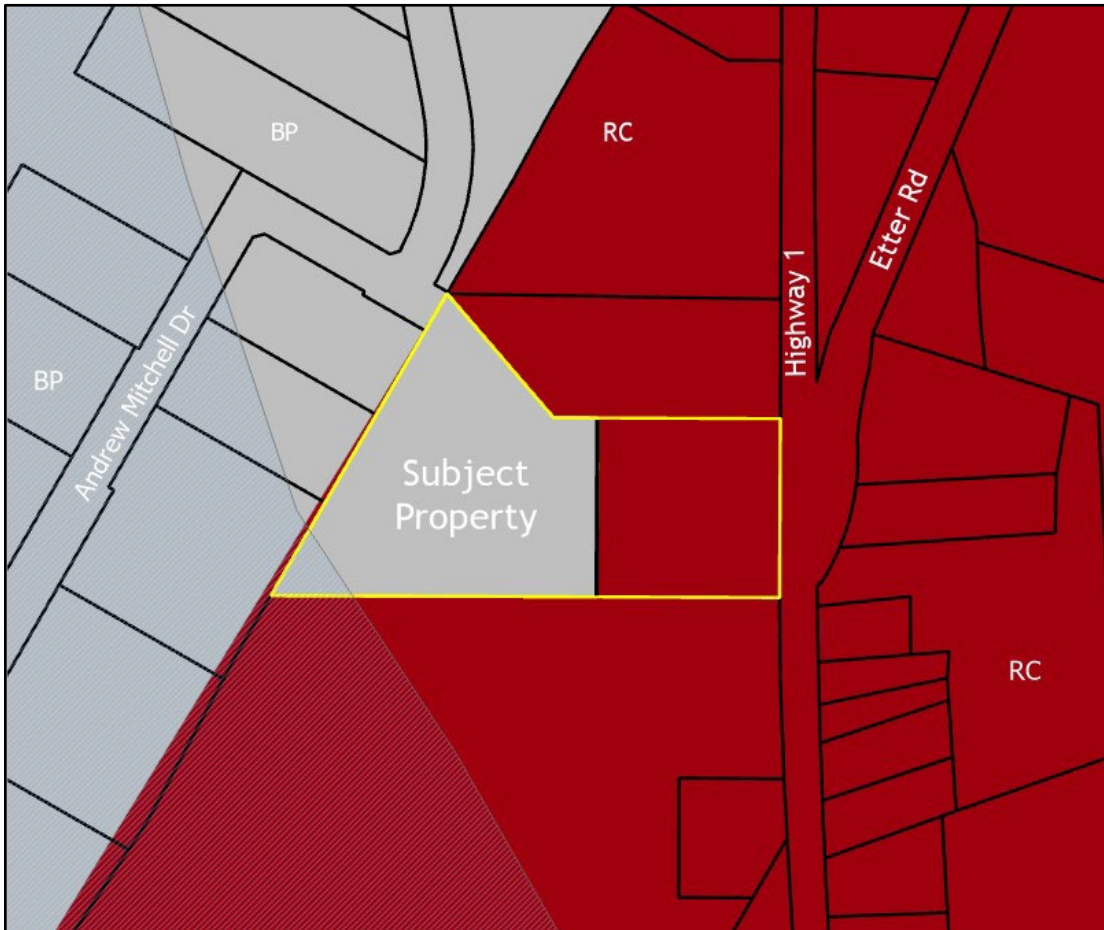 BP
RC
Etter Rd
Highway 1
BP
Andrew Mitchell Dr
Subject
Property
RC